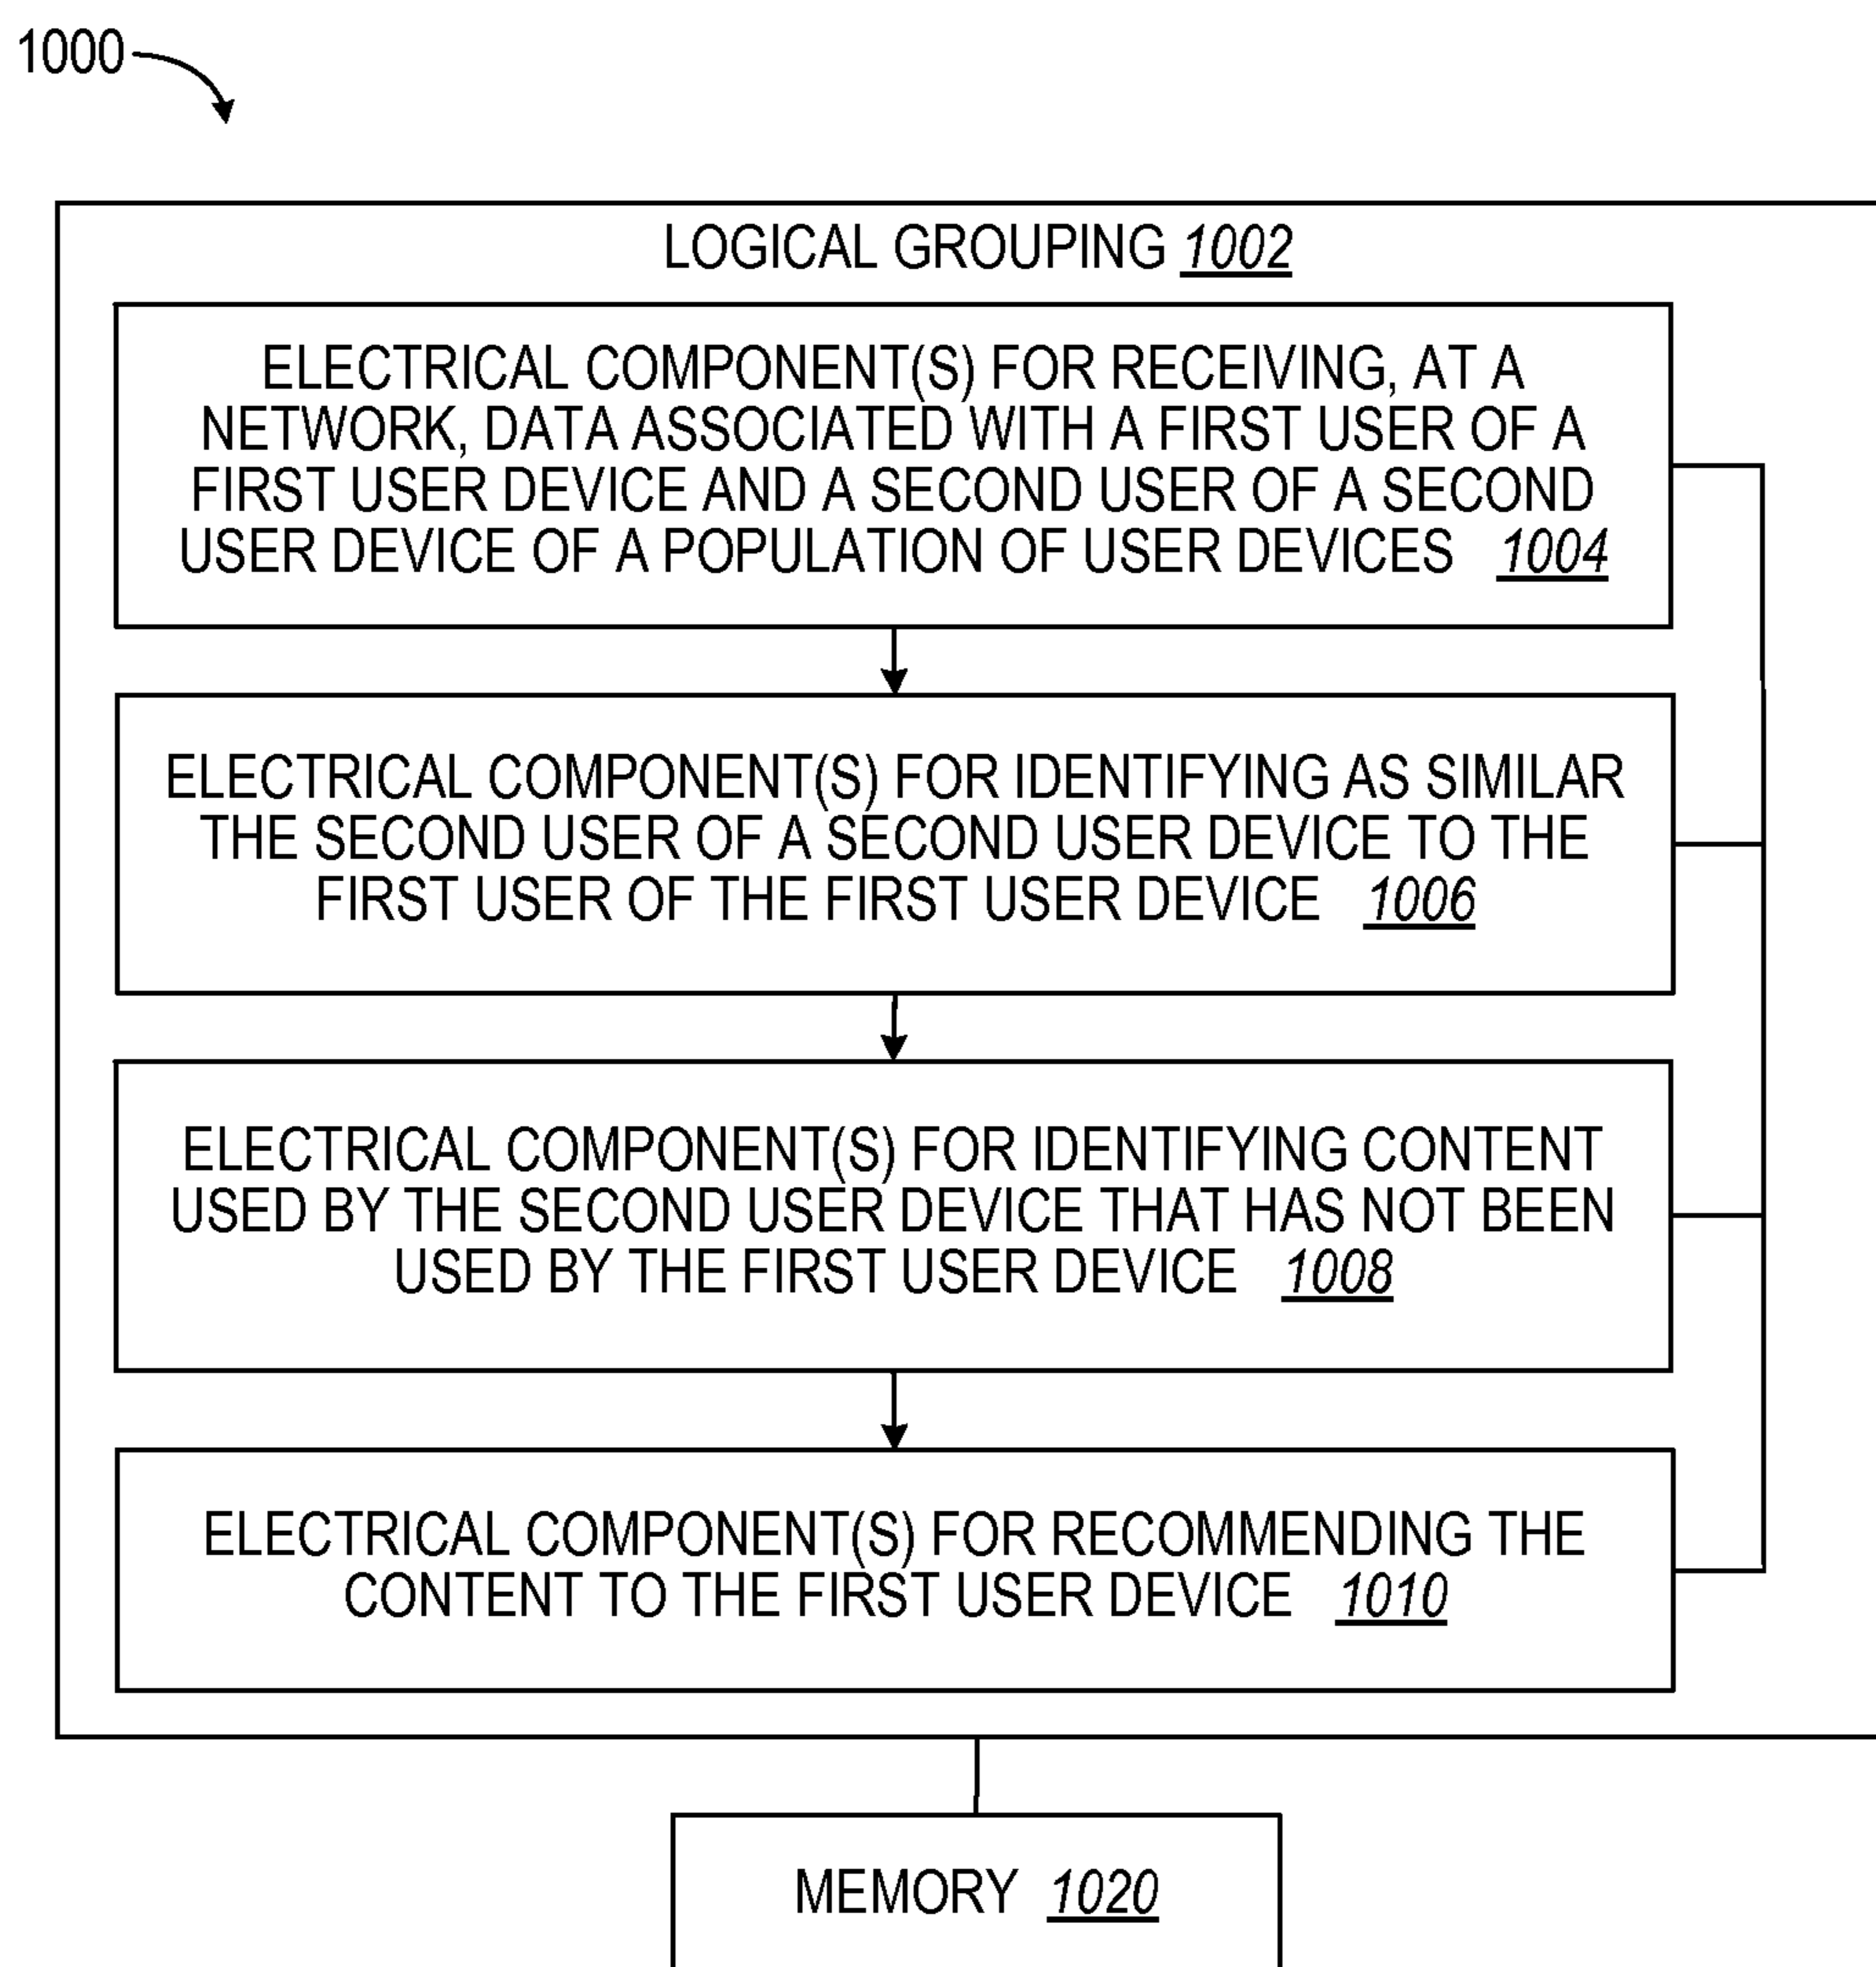 1000
LOGICAL GROUPING 1002
ELECTRICAL COMPONENT(S) FOR RECEIVING, AT A
NETWORK, DATA ASSOCIATED WITH A FIRST USER OF A
FIRST USER DEVICE AND A SECOND USER OF A SECOND
USER DEVICE OF A POPULATION OF USER DEVICES 1004
ELECTRICAL COMPONENT(S) FOR IDENTIFYING AS SIMILAR
THE SECOND USER OF A SECOND USER DEVICE TO THE
FIRST USER OF THE FIRST USER DEVICE 1006
ELECTRICAL COMPONENT(S) FOR IDENTIFYING CONTENT
USED BY THE SECOND USER DEVICE THAT HAS NOT BEEN
USED BY THE FIRST USER DEVICE 1008
ELECTRICAL COMPONENT(S) FOR RECOMMENDING THE
CONTENT TO THE FIRST USER DEVICE 1010
MEMORY 1020